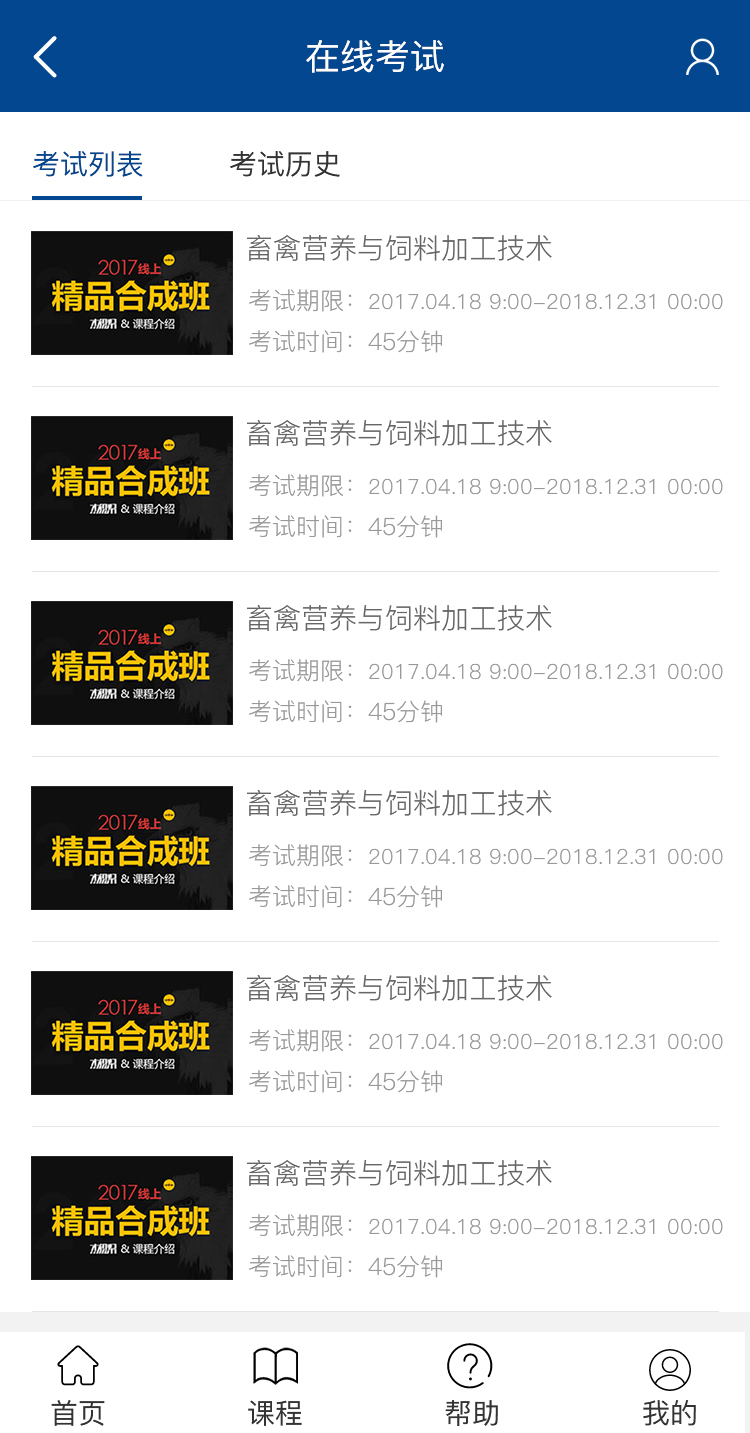 在线考试
考试列表 考试历史
2017线上
精品合成班
& 课程介绍
畜禽营养与饲料加工技术
考试期限：2017.04.18 9:00-2018.12.31 00:00
考试时间：45分钟
2017线上
精品合成班
& 课程介绍
畜禽营养与饲料加工技术
考试期限：2017.04.18 9:00-2018.12.31 00:00
考试时间：45分钟
2017线上
精品合成班
& 课程介绍
畜禽营养与饲料加工技术
考试期限：2017.04.18 9:00-2018.12.31 00:00
考试时间：45分钟
2017线上
精品合成班
& 课程介绍
畜禽营养与饲料加工技术
考试期限：2017.04.18 9:00-2018.12.31 00:00
考试时间：45分钟
2017线上
精品合成班
& 课程介绍
畜禽营养与饲料加工技术
考试期限：2017.04.18 9:00-2018.12.31 00:00
考试时间：45分钟
2017线上
精品合成班
& 课程介绍
畜禽营养与饲料加工技术
考试期限：2017.04.18 9:00-2018.12.31 00:00
考试时间：45分钟
首页 课程 帮助 我的